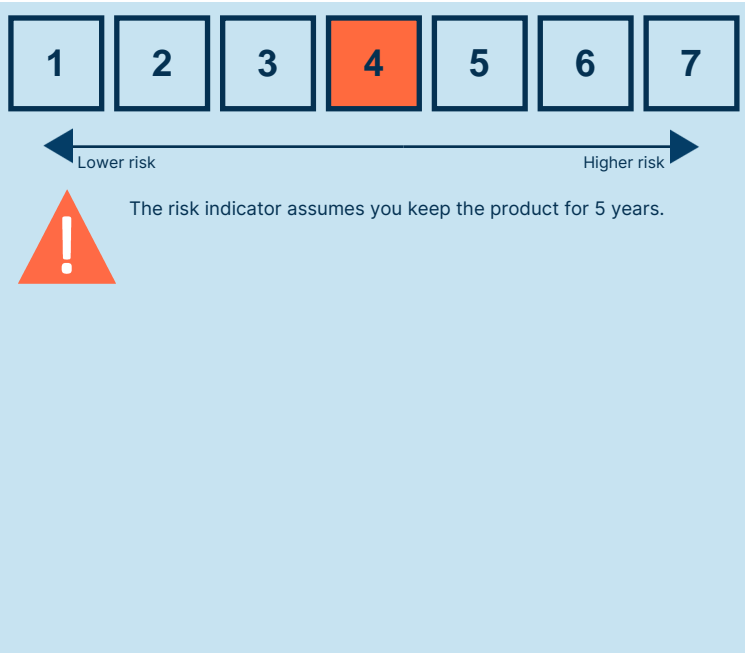 1 2 3 4 5 6 7
Lower risk Higher risk
The risk indicator assumes you keep the product for 5 years.
!